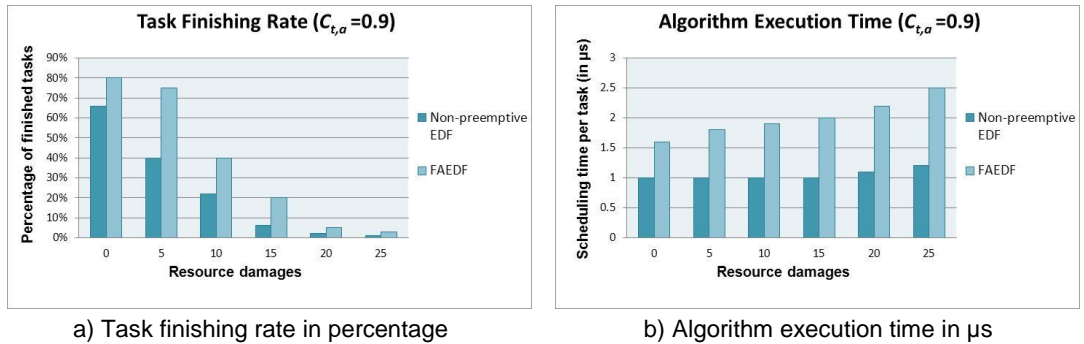 Task Finishing Rate (C_t,a =0.9)
Percentage of finished tasks
90%
80%
70%
60%
50%
40%
30%
20%
10%
0%
0 5 10 15 20 25
Resource damages
Non-preemptive
EDF
FAEDF
a) Task finishing rate in percentage
Algorithm Execution Time (C_t,a =0.9)
Scheduling time per task (in µs)
3
2.5
2
1.5
1
0.5
0
0 5 10 15 20 25
Resource damages
Non-preemptive
EDF
FAEDF
b) Algorithm execution time in µs